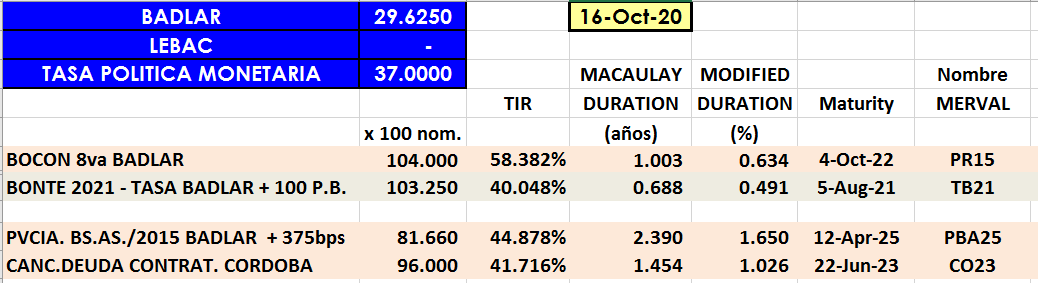 BADLAR 29.6250 16-Oct-20
LEBAC -
TASA POLITICA MONETARIA 37.0000 MACAULAY MODIFIED Nombre
TIR DURATION DURATION Maturity MERVAL
x 100 nom. (años) (%)
BOCON 8va BADLAR 104.000 58.382% 1.003 0.634 4-Oct-22 PR15
BONTE 2021 - TASA BADLAR + 100 P.B. 103.250 40.048% 0.688 0.491 5-Aug-21 TB21
PVCIA. BS.AS./2015 BADLAR + 375bps 81.660 44.878% 2.390 1.650 12-Apr-25 PBA25
CANC.DEUDA CONTRAT. CORDOBA 96.000 41.716% 1.454 1.026 22-Jun-23 CO23